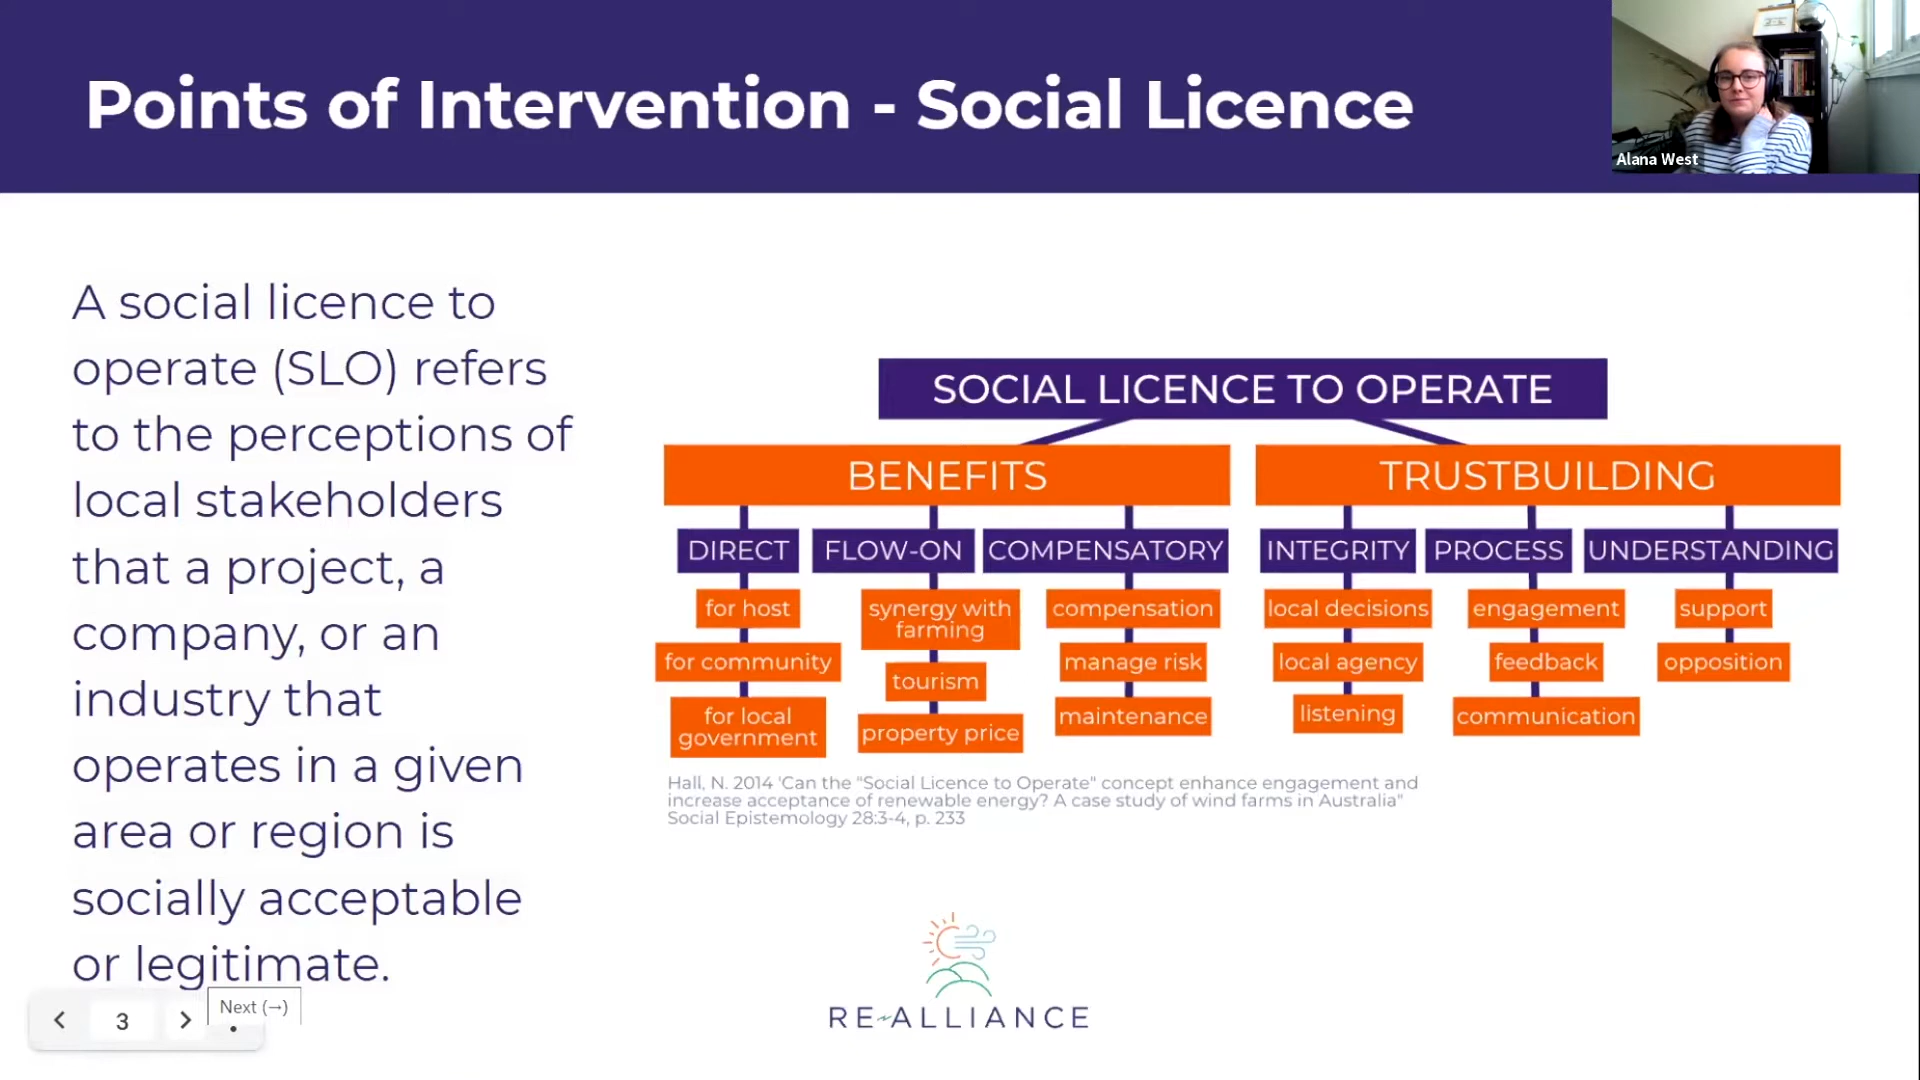 Points of Intervention - Social Licence
Alana West
A social licence to
operate (SLO) refers
to the perceptions of
local stakeholders
that a project, a
company, or an
industry that
operates in a given
area or region is
socially acceptable
or legitimate.
SOCIAL LICENCE TO OPERATE
BENEFITS
TRUSTBUILDING
DIRECT
FLOW-ON
COMPENSATORY
INTEGRITY
PROCESS
UNDERSTANDING
for host
for community
for local
government
synergy with
farming
tourism
property price
compensation
manage risk
maintenance
local decisions
local agency
listening
engagement
feedback
communication
support
opposition
Hall, N. 2014 'Can the "Social Licence to Operate" concept enhance engagement and
increase acceptance of renewable energy? A case study of wind farms in Australia"
Social Epistemology 28:3-4, p. 233
RE-ALLIANCE
3
Next (→)